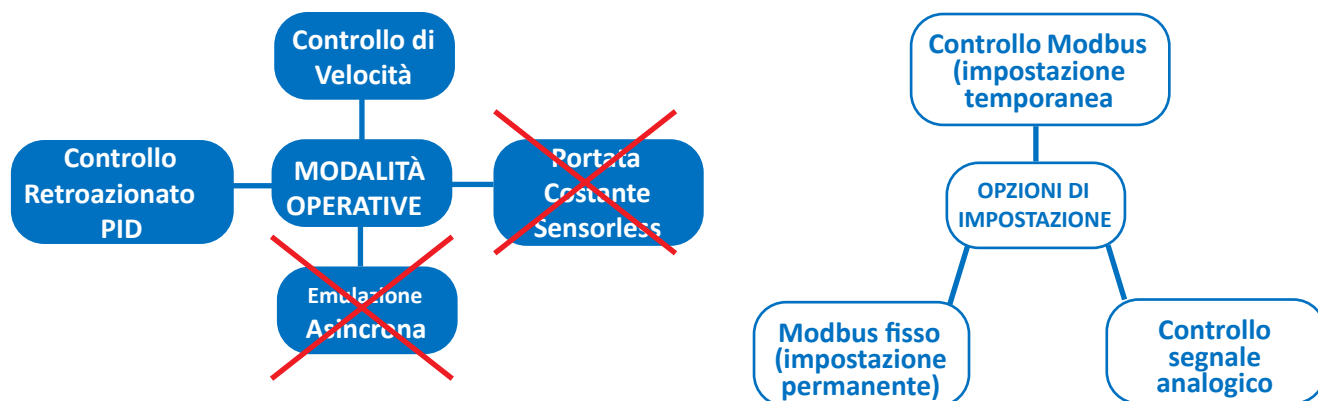 Controllo di
Velocità
Controllo
Retroazionato
PID
MODALITÀ
OPERATIVE
Portata
Costante
Sensorless
Emulazione
Asincrona
Controllo Modbus
(impostazione
temporanea
OPZIONI DI
IMPOSTAZIONE
Modbus fisso
(impostazione
permanente)
Controllo
segnale
analogico